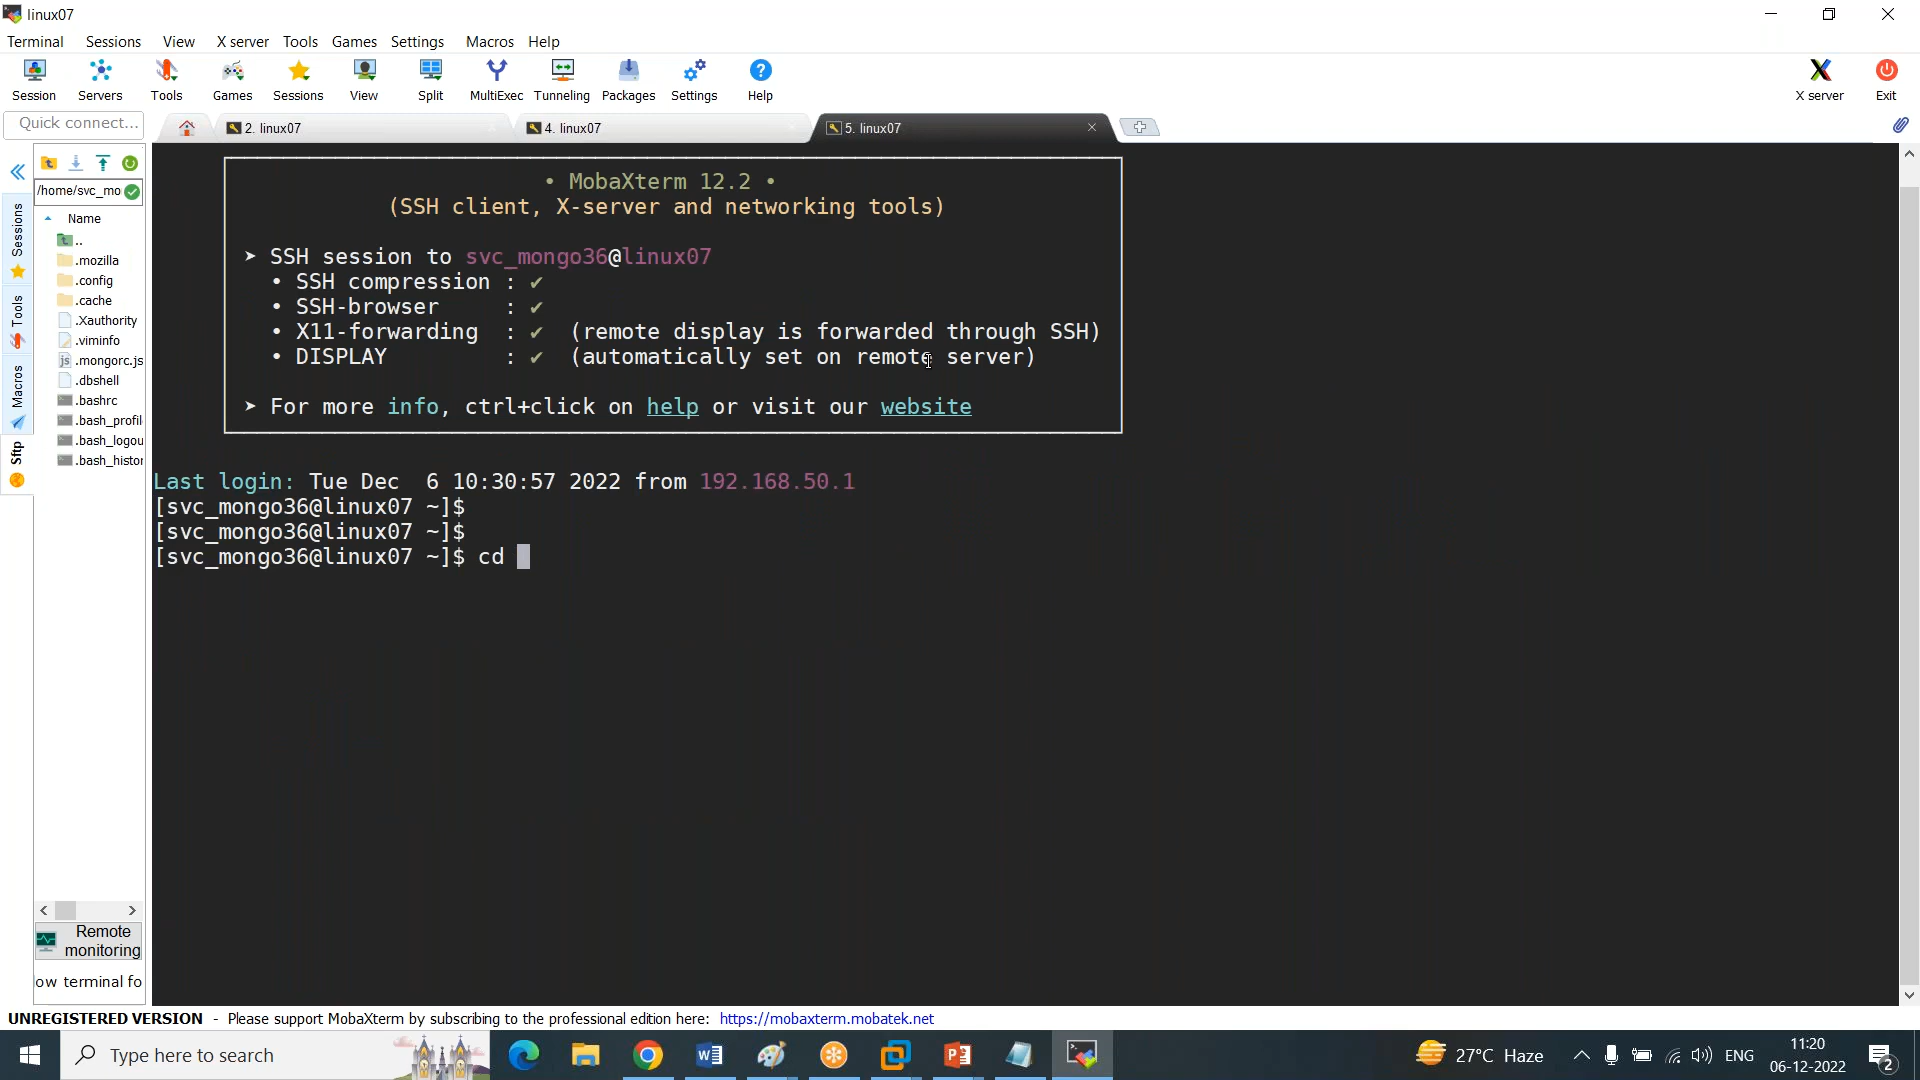 linux07
Terminal Sessions View X server Tools Games Settings Macros Help
Session Servers Tools Games Sessions View Split MultiExec Tunneling Packages Settings Help X server Exit
Quick connect...
2. linux07
4. linux07
5. linux07
/home/svc_mo
Name
..
.mozilla
.config
.cache
.Xauthority
.viminfo
.mongorc.js
.dbshell
.bashrc
.bash_profil
.bash_logou
.bash_histor
Sessions
Tools
Macros
Sftp
Remote
monitoring
ow terminal fo
• MobaXterm 12.2 •
(SSH client, X-server and networking tools)
➤ SSH session to svc_mongo36@linux07
• SSH compression : ✔
• SSH-browser : ✔
• X11-forwarding : ✔ (remote display is forwarded through SSH)
• DISPLAY : ✔ (automatically set on remote server)
➤ For more info, ctrl+click on help or visit our website
Last login: Tue Dec  6 10:30:57 2022 from 192.168.50.1
[svc_mongo36@linux07 ~]$
[svc_mongo36@linux07 ~]$
[svc_mongo36@linux07 ~]$ cd
UNREGISTERED VERSION - Please support MobaXterm by subscribing to the professional edition here: https://mobaxterm.mobatek.net
Type here to search
27°C Haze
ENG
11:20
06-12-2022
2